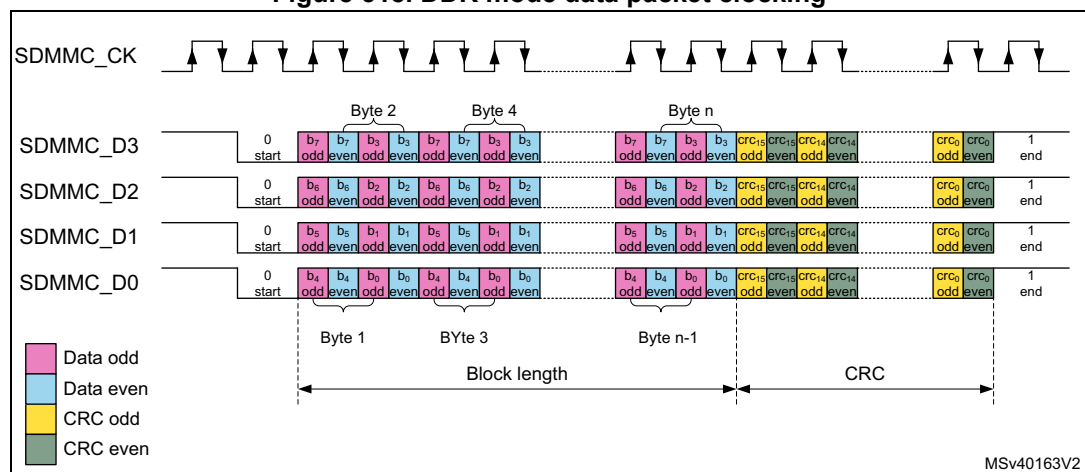 DDR mode data packet clocking
SDMMC_CK
Byte 2 Byte 4 Byte n
SDMMC_D3
0 b7 b7 b3 b3 b7 b7 b3 b3 b7 b7 b3 b3 crc15 crc15 crc14 crc14 crc0 crc0 1
start odd even odd even odd even odd even odd even odd even odd even odd even odd even end
SDMMC_D2
0 b6 b6 b2 b2 b6 b6 b2 b2 b6 b6 b2 b2 crc15 crc15 crc14 crc14 crc0 crc0 1
start odd even odd even odd even odd even odd even odd even odd even odd even odd even end
SDMMC_D1
0 b5 b5 b1 b1 b5 b5 b1 b1 b5 b5 b1 b1 crc15 crc15 crc14 crc14 crc0 crc0 1
start odd even odd even odd even odd even odd even odd even odd even odd even odd even end
SDMMC_D0
0 b4 b4 b0 b0 b4 b4 b0 b0 b4 b4 b0 b0 crc15 crc15 crc14 crc14 crc0 crc0 1
start odd even odd even odd even odd even odd even odd even odd even odd even odd even end
Byte 1 BYte 3 Byte n-1
Data odd
Data even
CRC odd
CRC even
Block length CRC
MSv40163V2